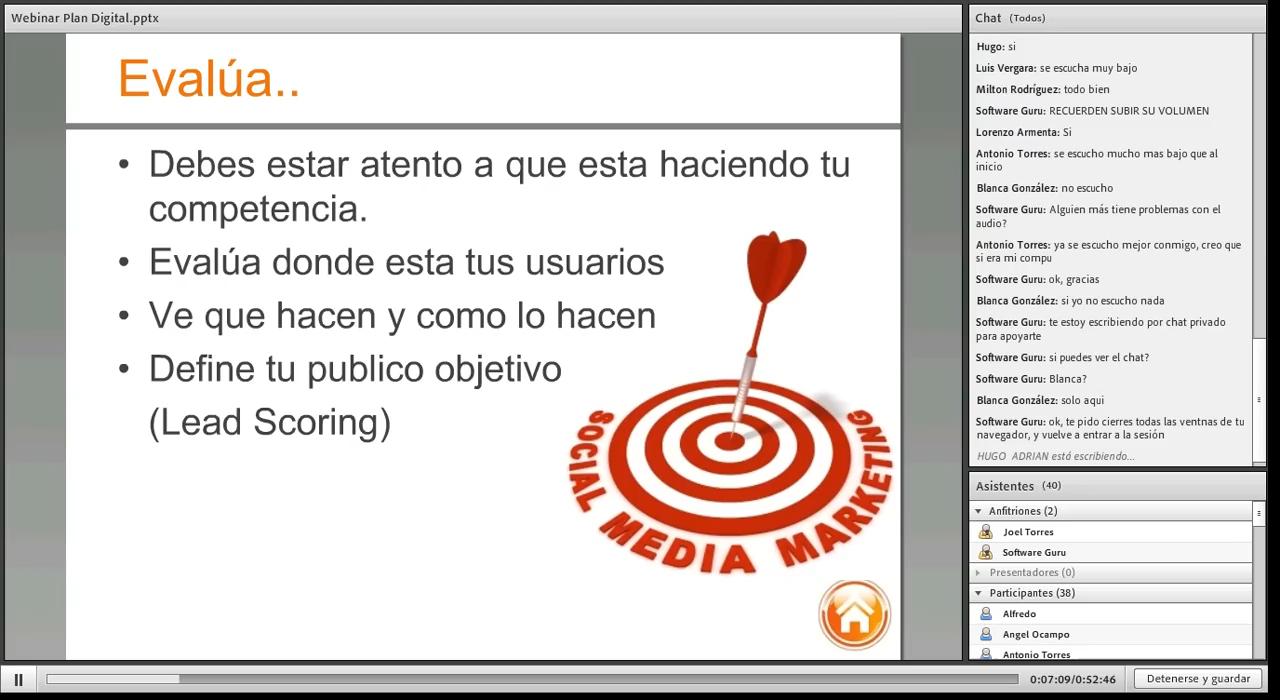 Webinar Plan Digital.pptx
Evalúa..
• Debes estar atento a que esta haciendo tu
competencia.
• Evalúa donde esta tus usuarios
• Ve que hacen y como lo hacen
• Define tu publico objetivo
(Lead Scoring)
SOCIAL MEDIA MARKETING
Chat (Todos)
Hugo: si
Luis Vergara: se escucha muy bajo
Milton Rodríguez: todo bien
Software Guru: RECUERDEN SUBIR SU VOLUMEN
Lorenzo Armenta: Si
Antonio Torres: se escucho mucho mas bajo que al
inicio
Blanca González: no escucho
Software Guru: Alguien más tiene problemas con el
audio?
Antonio Torres: ya se escucho mejor conmigo, creo que
si era mi compu
Software Guru: ok, gracias
Blanca González: si yo no escucho nada
Software Guru: te estoy escribiendo por chat privado
para apoyarte
Software Guru: si puedes ver el chat?
Software Guru: Blanca?
Blanca González: solo aqui
Software Guru: ok, te pido cierres todas las ventnas de tu
navegador, y vuelve a entrar a la sesión
HUGO ADRIAN está escribiendo...
Asistentes (40)
Anfitriones (2)
Joel Torres
Software Guru
Presentadores (0)
Participantes (38)
Alfredo
Angel Ocampo
Antonio Torres
0:07:09/0:52:46
Detenerse y guardar